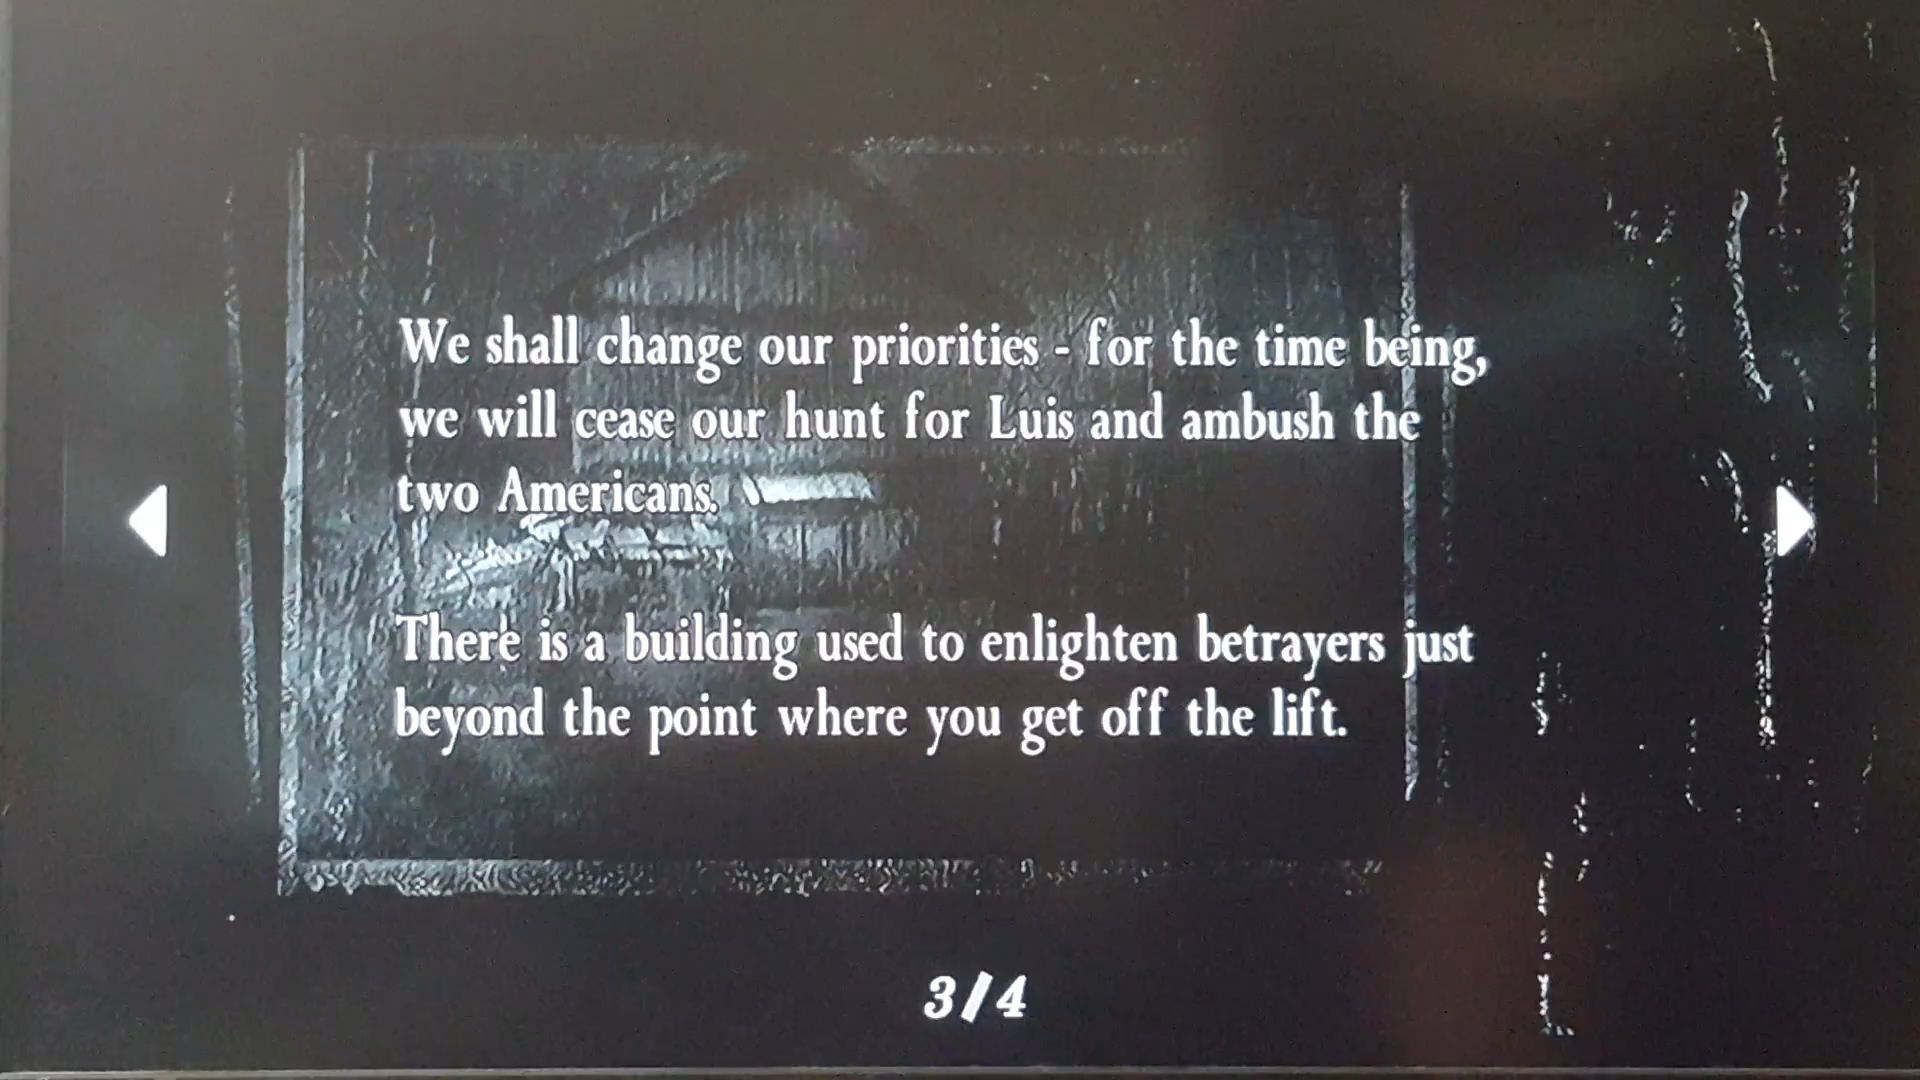 We shall change our priorities - for the time being,
we will cease our hunt for Luis and ambush the
two Americans.
There is a building used to enlighten betrayers just
beyond the point where you get off the lift.
3/4